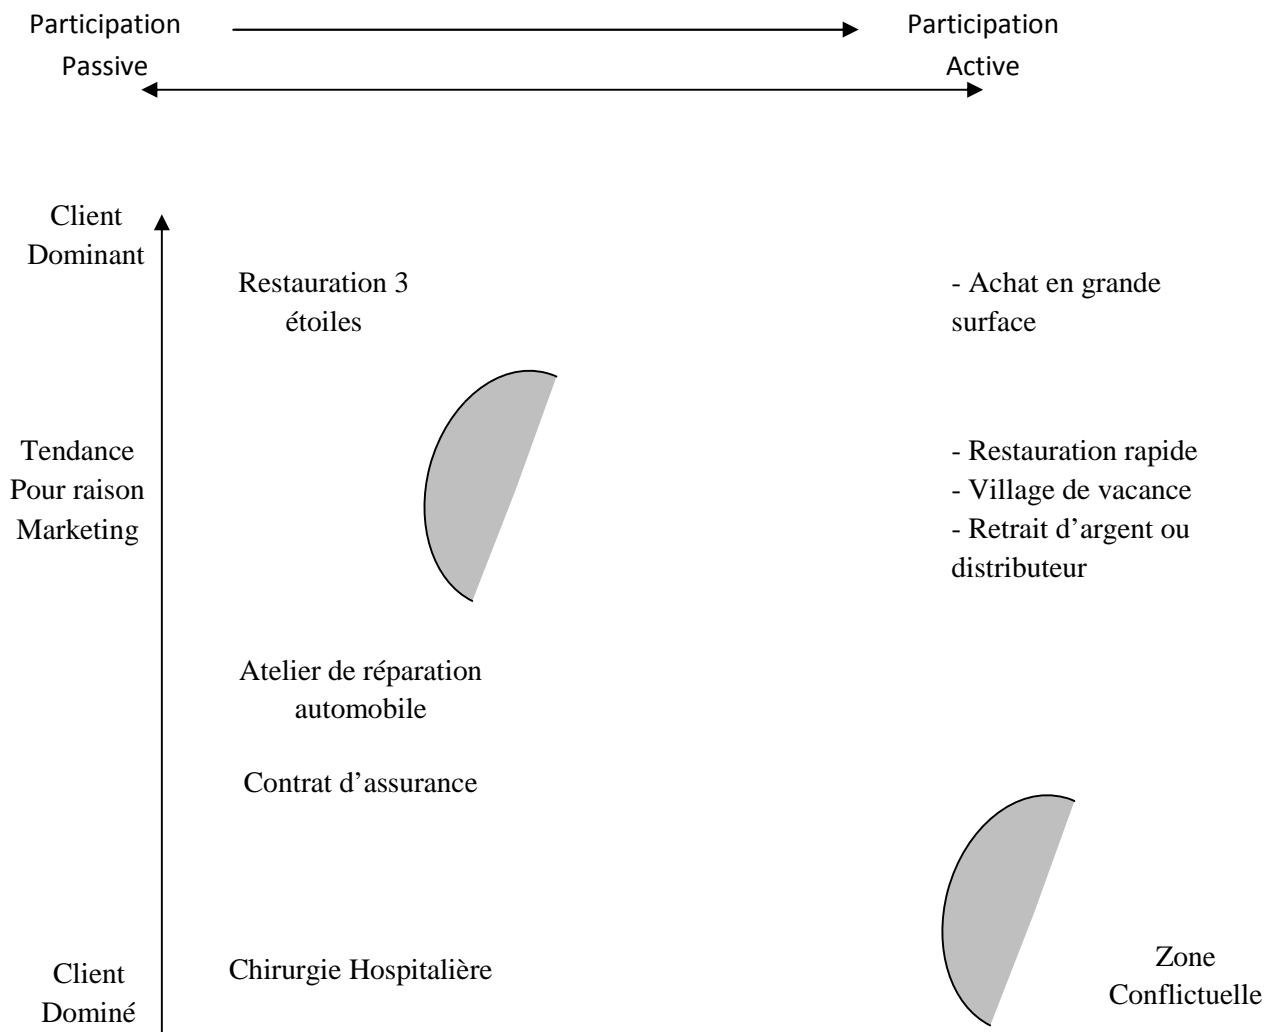 Participation
Passive
Participation
Active
Client
Dominant
Restauration 3
étoiles
- Achat en grande
surface
Tendance
Pour raison
Marketing
- Restauration rapide
- Village de vacance
- Retrait d’argent ou
distributeur
Atelier de réparation
automobile
Contrat d’assurance
Client
Dominé
Chirurgie Hospitalière
Zone
Conflictuelle